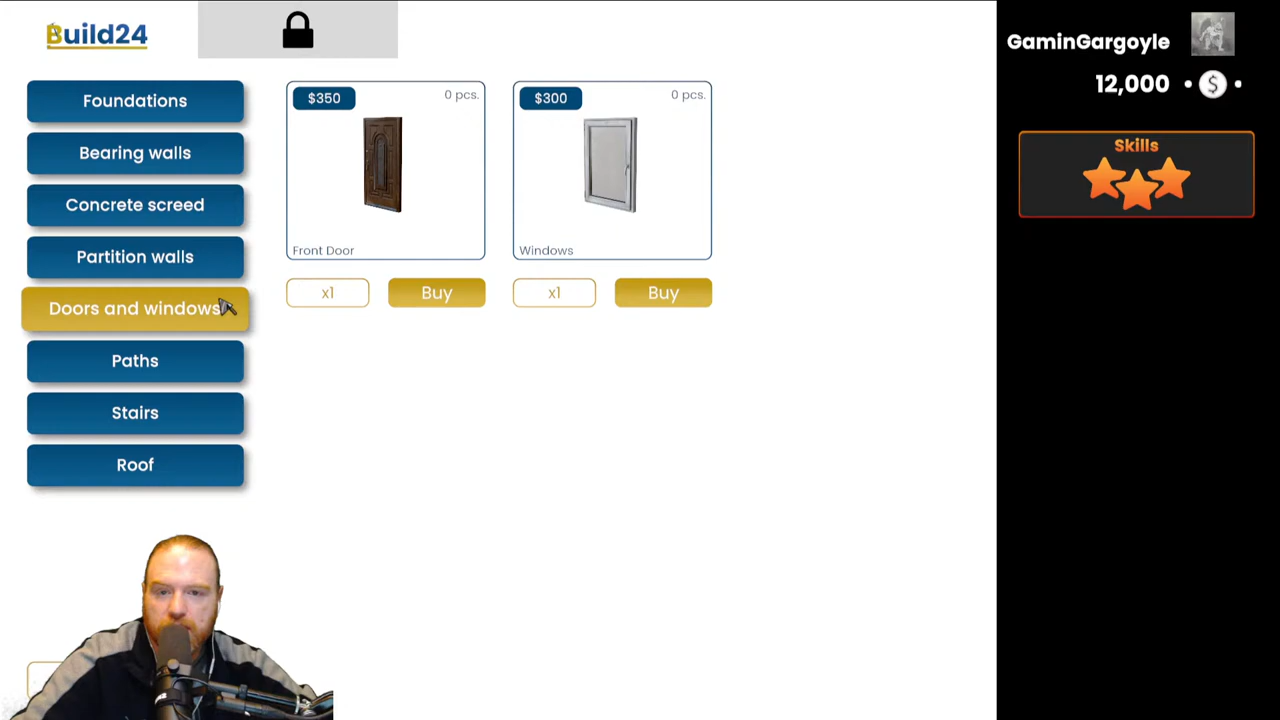 Build24
GaminGargoyle
12,000
$
Skills
Foundations
Bearing walls
Concrete screed
Partition walls
Doors and windows
Paths
Stairs
Roof
$350
0 pcs.
Front Door
x1
Buy
$300
0 pcs.
Windows
x1
Buy